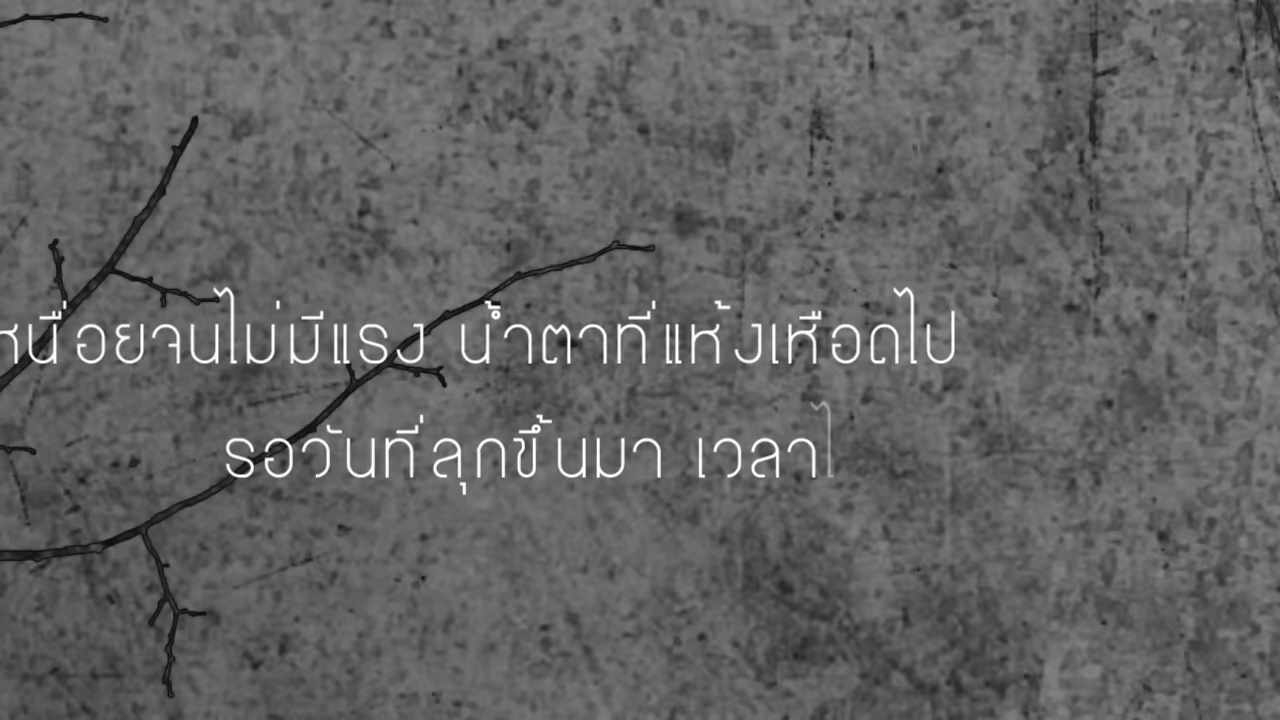 หนื่อยจนไม่มีแรง น้ำตาที่แห้งเหือดไป
รอวันที่ลุกขึ้นมา เวลาไ